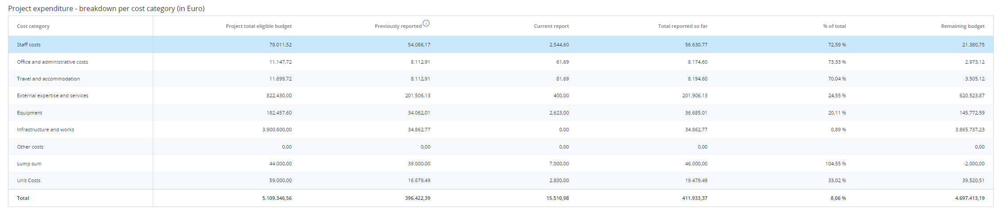 Project expenditure - breakdown per cost category (in Euro)
Cost category Project total eligible budget Previously reported Current report Total reported so far % of total Remaining budget
Staff costs 78.011,52 54.086,17 2.544,60 56.630,77 72,59 % 21.380,75
Office and administrative costs 11.147,72 8.112,91 61,69 8.174,60 73,33 % 2.973,12
Travel and accommodation 11.699,72 8.112,91 81,69 8.194,60 70,04 % 3.505,12
External expertise and services 822.430,00 201.506,13 400,00 201.906,13 24,55 % 620.523,87
Equipment 182.457,60 34.062,01 2.623,00 36.685,01 20,11 % 145.772,59
Infrastructure and works 3.900.600,00 34.862,77 0,00 34.862,77 0,89 % 3.865.737,23
Other costs 0,00 0,00 0,00 0,00 0,00
Lump sum 44.000,00 39.000,00 7.000,00 46.000,00 104,55 % -2.000,00
Unit Costs 59.000,00 16.679,49 2.800,00 19.479,49 33,02 % 39.520,51
Total 5.109.346,56 396.422,39 15.510,98 411.933,37 8,06 % 4.697.413,19